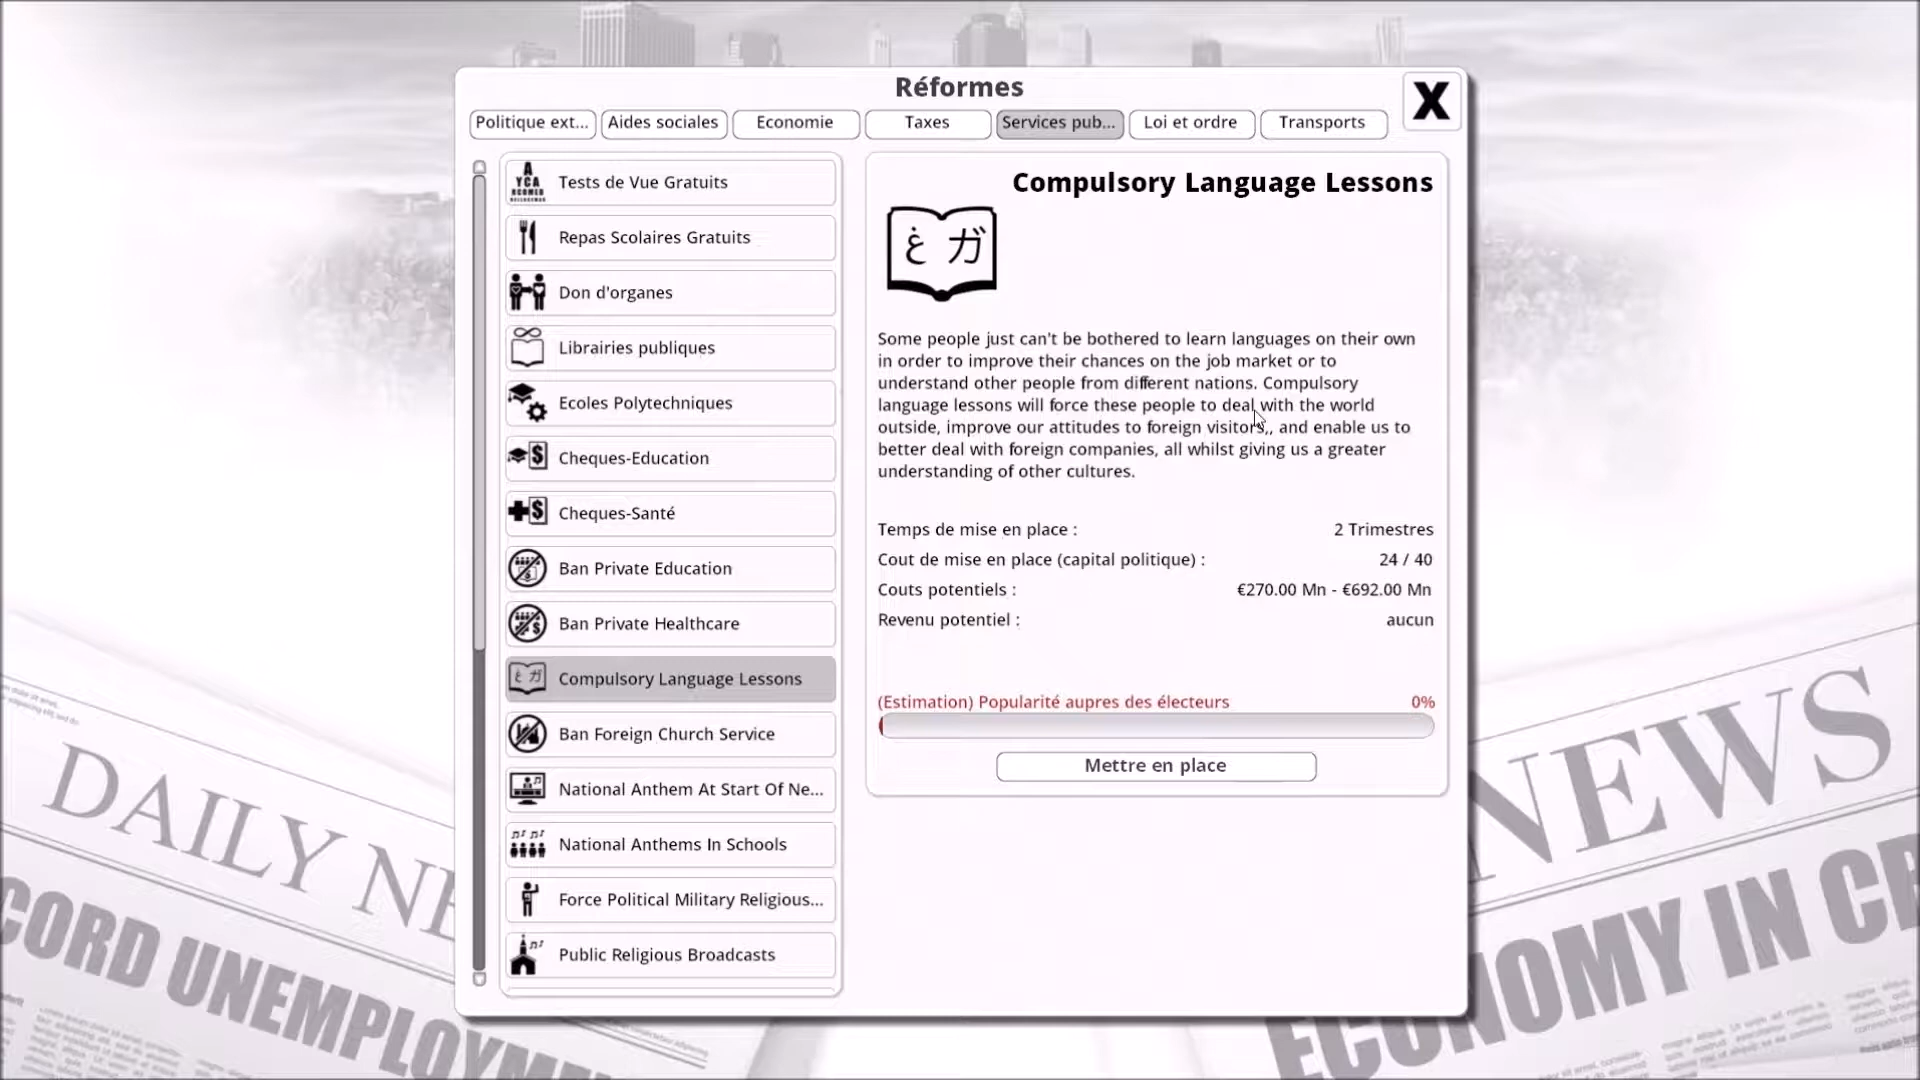 Réformes
X
Politique ext...
Aides sociales
Economie
Taxes
Services pub...
Loi et ordre
Transports
Tests de Vue Gratuits
Repas Scolaires Gratuits
Don d'organes
Librairies publiques
Ecoles Polytechniques
Cheques-Education
Cheques-Santé
Ban Private Education
Ban Private Healthcare
Compulsory Language Lessons
Ban Foreign Church Service
National Anthem At Start Of Ne...
National Anthems In Schools
Force Political Military Religious...
Public Religious Broadcasts
Compulsory Language Lessons
غ ガ
Some people just can't be bothered to learn languages on their own
in order to improve their chances on the job market or to
understand other people from different nations. Compulsory
language lessons will force these people to deal with the world
outside, improve our attitudes to foreign visitors,, and enable us to
better deal with foreign companies, all whilst giving us a greater
understanding of other cultures.
Temps de mise en place : 2 Trimestres
Cout de mise en place (capital politique) : 24 / 40
Couts potentiels : €270.00 Mn - €692.00 Mn
Revenu potentiel : aucun
(Estimation) Popularité aupres des électeurs 0%
Mettre en place
DAILY NE
CORD UNEMPLOYM
NEWS
ECONOMY IN CR